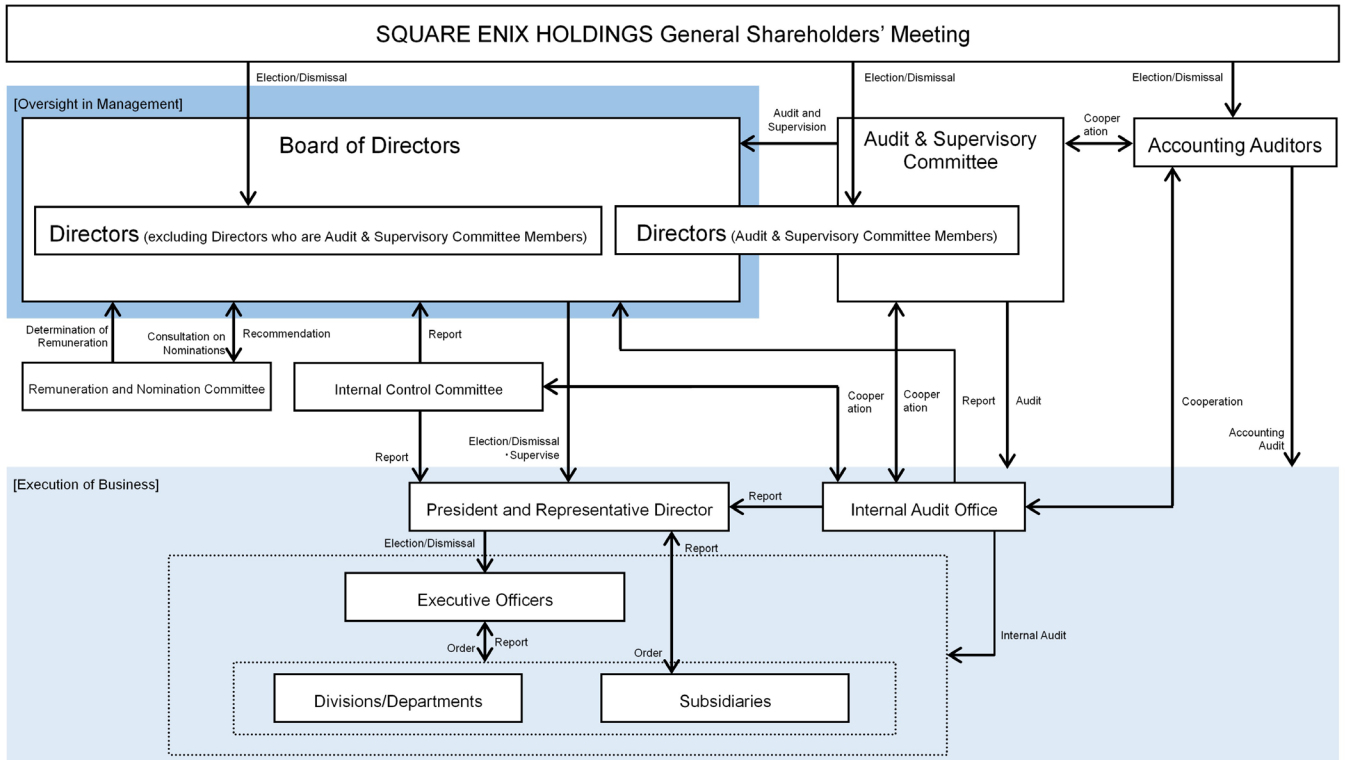 SQUARE ENIX HOLDINGS General Shareholders' Meeting
Election/Dismissal
Election/Dismissal
Election/Dismissal
[Oversight in Management]
Board of Directors
Audit and
Supervision
Audit & Supervisory
Committee
Cooper
ation
Accounting Auditors
Directors (excluding Directors who are Audit & Supervisory Committee Members)
Directors (Audit & Supervisory Committee Members)
Determination of
Remuneration
Consultation on
Nominations
Recommendation
Report
Remuneration and Nomination Committee
Internal Control Committee
Cooper
ation
Cooper
ation
Report
Audit
Cooperation
Accounting
Audit
Report
Election/Dismissal
・Supervise
[Execution of Business]
President and Representative Director
Report
Internal Audit Office
Election/Dismissal
Report
Executive Officers
Order
Report
Order
Internal Audit
Divisions/Departments
Subsidiaries